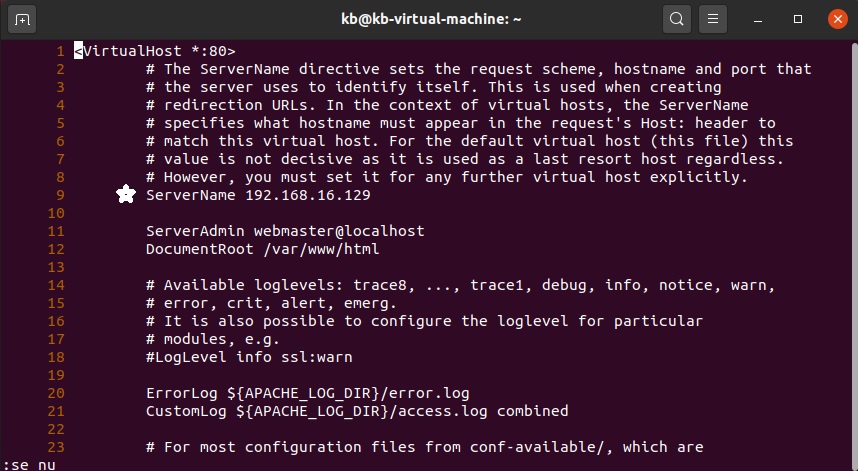 kb@kb-virtual-machine: ~
1 <VirtualHost *:80>
2 # The ServerName directive sets the request scheme, hostname and port that
3 # the server uses to identify itself. This is used when creating
4 # redirection URLs. In the context of virtual hosts, the ServerName
5 # specifies what hostname must appear in the request's Host: header to
6 # match this virtual host. For the default virtual host (this file) this
7 # value is not decisive as it is used as a last resort host regardless.
8 # However, you must set it for any further virtual host explicitly.
9 ServerName 192.168.16.129
10
11 ServerAdmin webmaster@localhost
12 DocumentRoot /var/www/html
13
14 # Available loglevels: trace8, ..., trace1, debug, info, notice, warn,
15 # error, crit, alert, emerg.
16 # It is also possible to configure the loglevel for particular
17 # modules, e.g.
18 #LogLevel info ssl:warn
19
20 ErrorLog ${APACHE_LOG_DIR}/error.log
21 CustomLog ${APACHE_LOG_DIR}/access.log combined
22
23 # For most configuration files from conf-available/, which are
:se nu